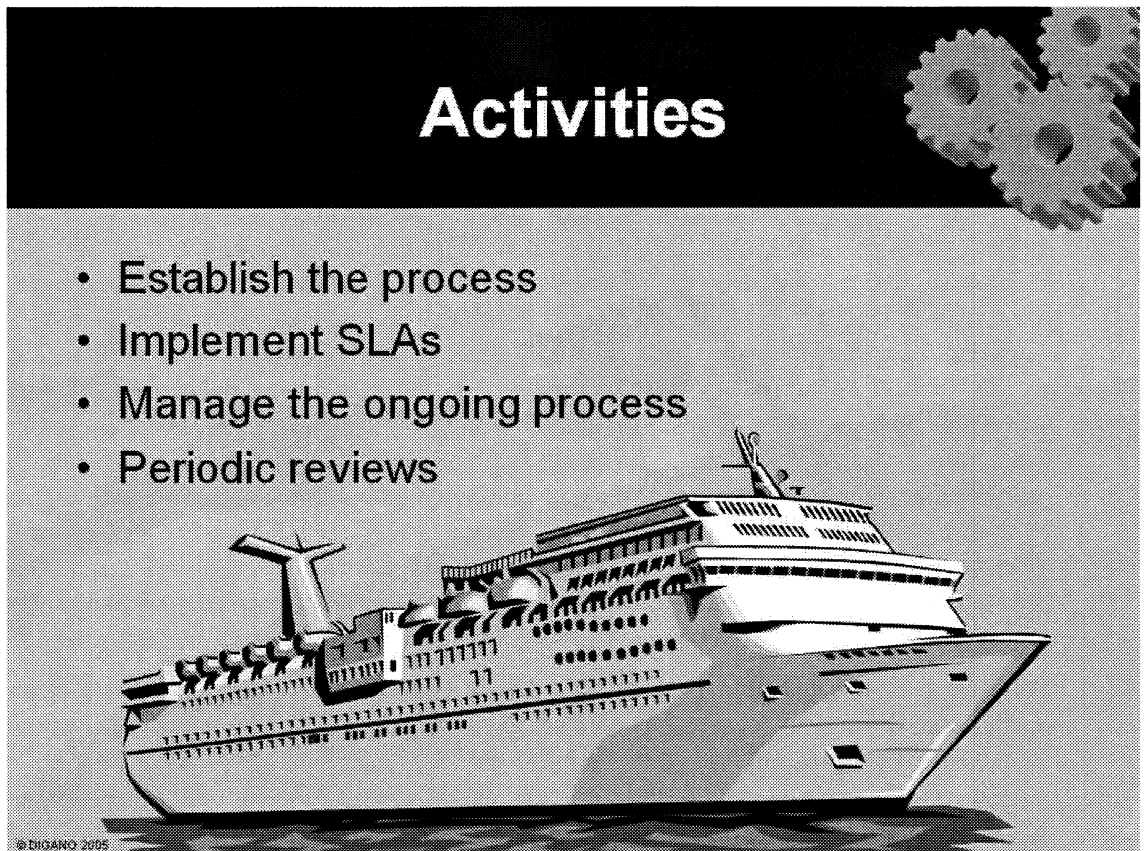 Activities
• Establish the process
• Implement SLAs
• Manage the ongoing process
• Periodic reviews
© DIGANO 2005